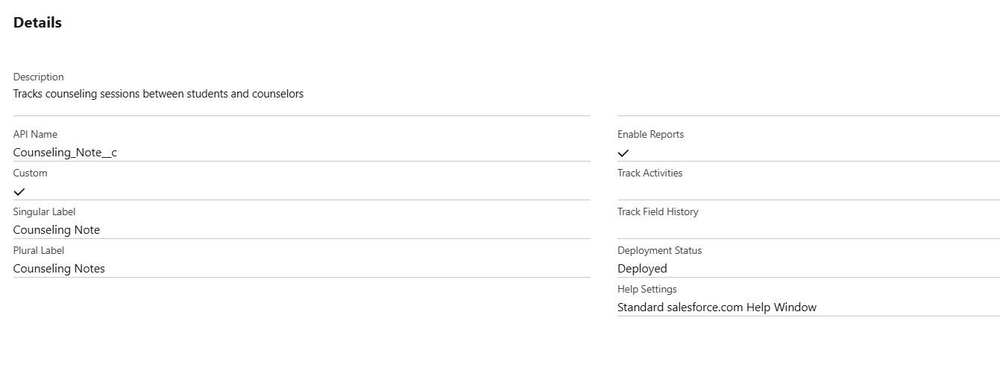 Details
Description
Tracks counseling sessions between students and counselors
API Name
Counseling_Note__c
Custom
Singular Label
Counseling Note
Plural Label
Counseling Notes
Enable Reports
Track Activities
Track Field History
Deployment Status
Deployed
Help Settings
Standard salesforce.com Help Window